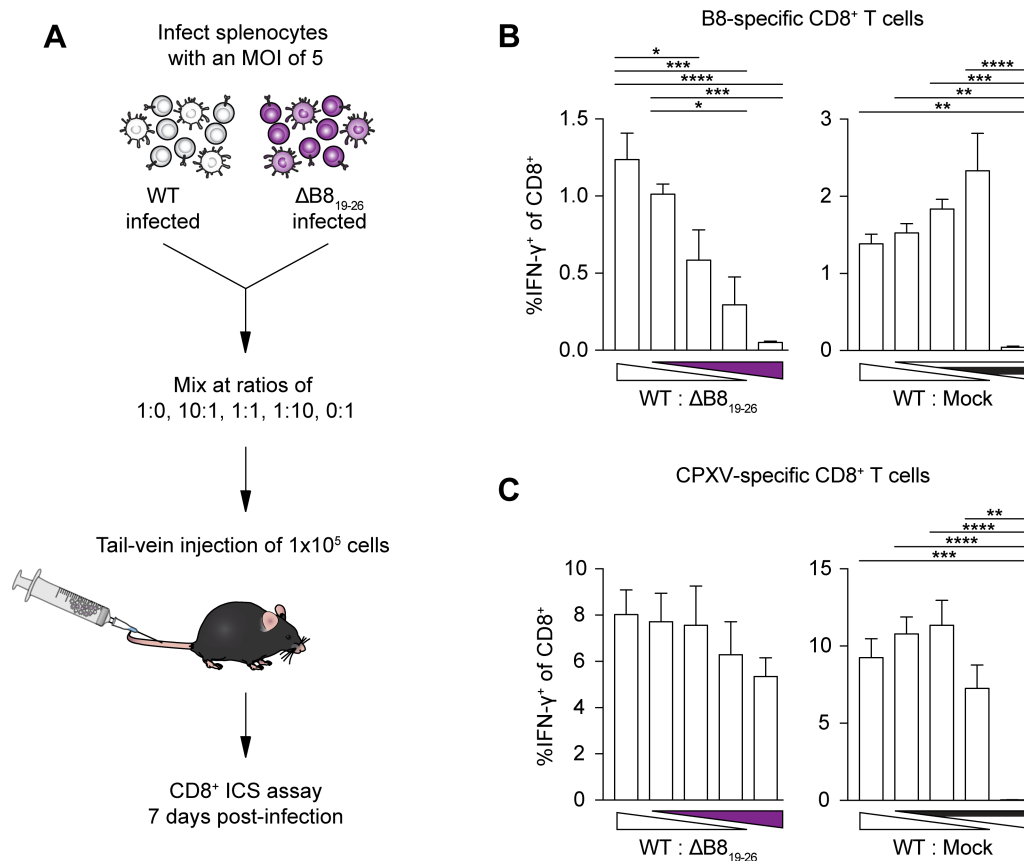 A
Infect splenocytes
with an MOI of 5
WT
infected
ΔB8₁₉₋₂₆
infected
Mix at ratios of
1:0, 10:1, 1:1, 1:10, 0:1
Tail-vein injection of 1x10⁵ cells
CD8⁺ ICS assay
7 days post-infection
B
B8-specific CD8⁺ T cells
*
***
****
***
*
%IFN-γ⁺ of CD8⁺
1.5
1.0
0.5
0.0
WT : ΔB8₁₉₋₂₆
****
***
**
**
3
2
1
0
WT : Mock
C
CPXV-specific CD8⁺ T cells
%IFN-γ⁺ of CD8⁺
10
8
6
4
2
0
WT : ΔB8₁₉₋₂₆
**
****
****
***
15
10
5
0
WT : Mock